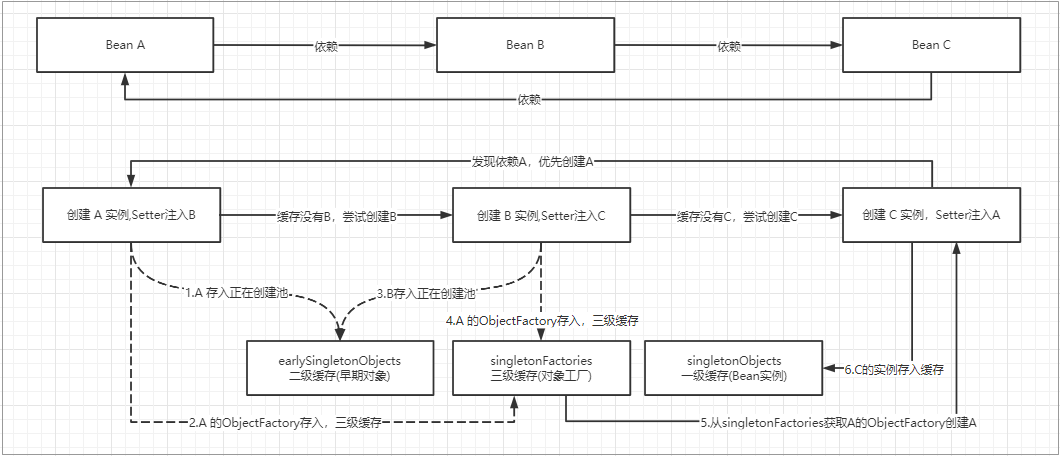 Bean A
依赖
Bean B
依赖
Bean C
依赖
发现依赖A，优先创建A
创建 A 实例,Setter注入B
缓存没有B，尝试创建B
创建 B 实例,Setter注入C
缓存没有C，尝试创建C
创建 C 实例，Setter注入A
1.A 存入正在创建池
3.B存入正在创建池
4.A 的ObjectFactory存入，三级缓存
earlySingletonObjects
二级缓存(早期对象)
singletonFactories
三级缓存(对象工厂)
singletonObjects
一级缓存(Bean实例)
6.C的实例存入缓存
2.A 的ObjectFactory存入，三级缓存
5.从singletonFactories获取A的ObjectFactory创建A